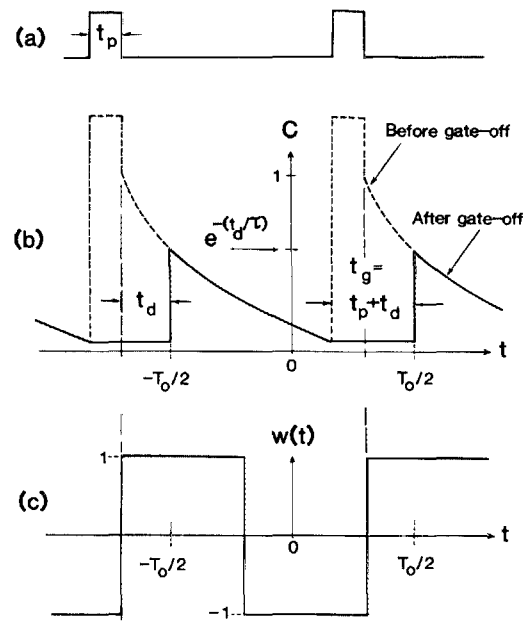 (a)
t_p
C
Before gate-off
1
(b)
e^-(t_d/τ)
After gate-off
t_g =
t_p+t_d
t_d
-T_o/2
0
T_o/2
t
w(t)
1
(c)
-T_o/2
0
T_o/2
t
-1